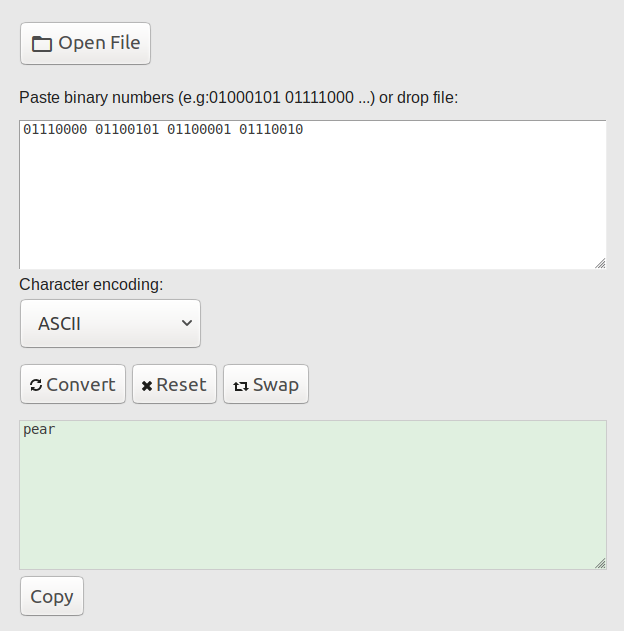 Open File
Paste binary numbers (e.g:01000101 01111000 ...) or drop file:
01110000 01100101 01100001 01110010
Character encoding:
ASCII
Convert Reset Swap
pear
Copy